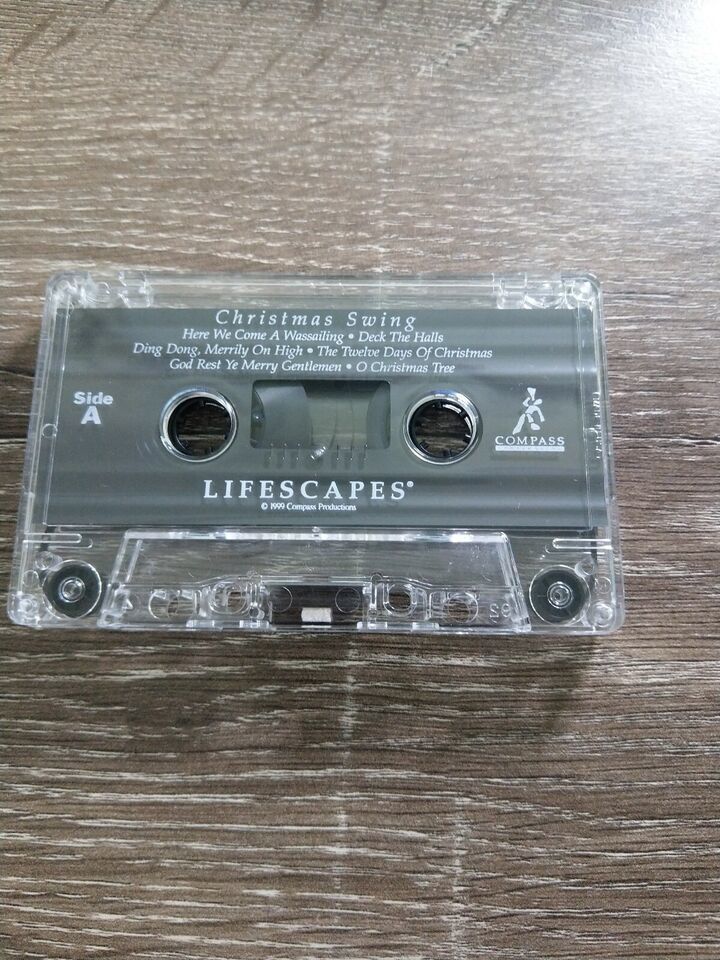 Christmas Swing
Here We Come A Wassailing • Deck The Halls
Ding Dong, Merrily On High • The Twelve Days Of Christmas
God Rest Ye Merry Gentlemen • O Christmas Tree
Side
A
COMPASS
LIFESCAPES®
© 1999 Compass Productions